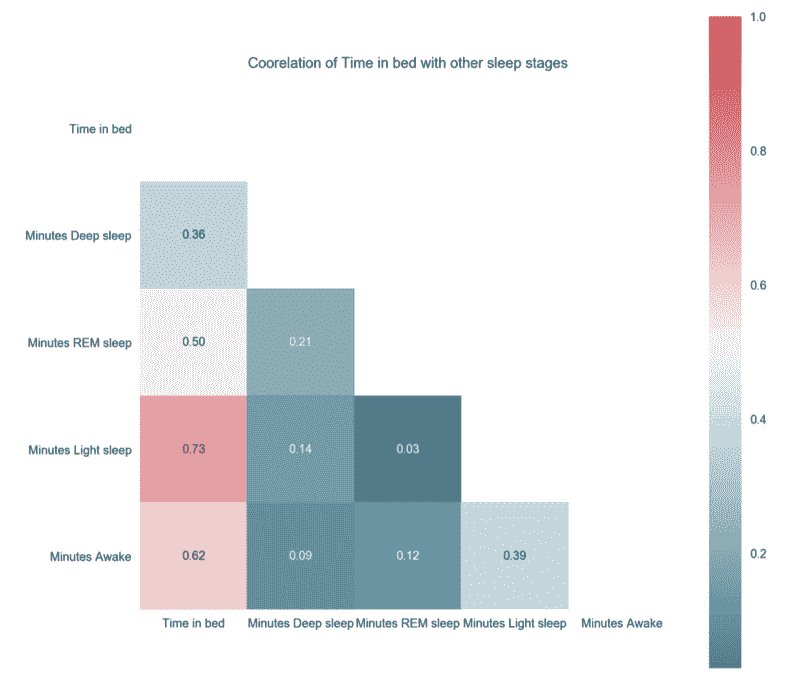 1.0
Coorelation of Time in bed with other sleep stages
Time in bed
0.8
Minutes Deep sleep 0.36
0.6
Minutes REM sleep 0.50 0.21
0.4
Minutes Light sleep 0.73 0.14 0.03
Minutes Awake 0.62 0.09 0.12 0.39
0.2
Time in bed Minutes Deep sleep Minutes REM sleep Minutes Light sleep Minutes Awake